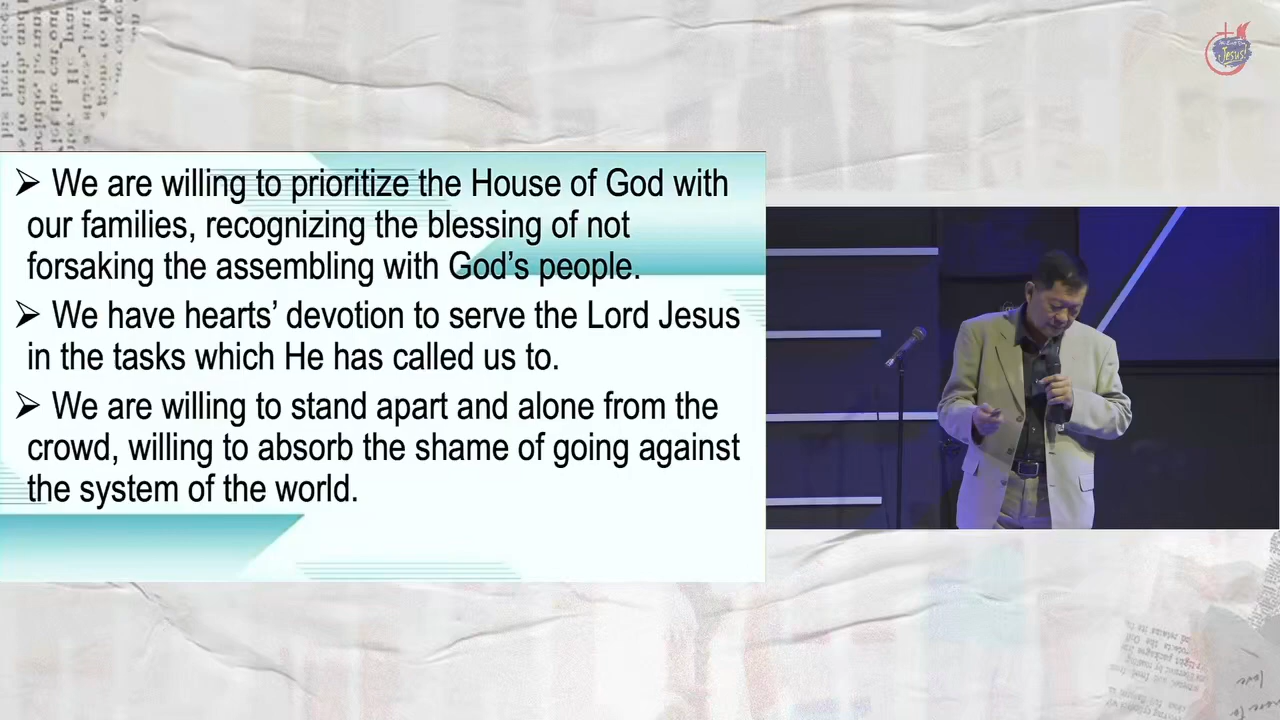 ➢ We are willing to prioritize the House of God with
our families, recognizing the blessing of not
forsaking the assembling with God's people.
➢ We have hearts' devotion to serve the Lord Jesus
in the tasks which He has called us to.
➢ We are willing to stand apart and alone from the
crowd, willing to absorb the shame of going against
the system of the world.
Jesus!